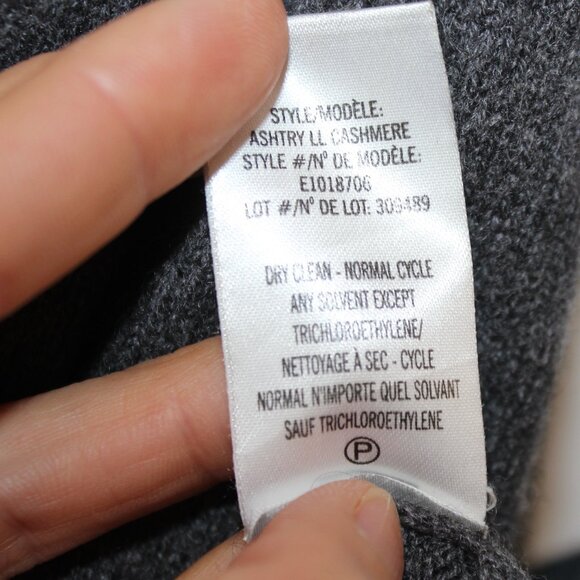 STYLE/MODÈLE:
ASHTRY LL CASHMERE
STYLE #/N° DE MODÈLE:
E1018706
LOT #/N° DE LOT: 309489
DRY CLEAN - NORMAL CYCLE
ANY SOLVENT EXCEPT
TRICHLOROETHYLENE/
NETTOYAGE À SEC - CYCLE
NORMAL N'IMPORTE QUEL SOLVANT
SAUF TRICHLOROETHYLENE
P